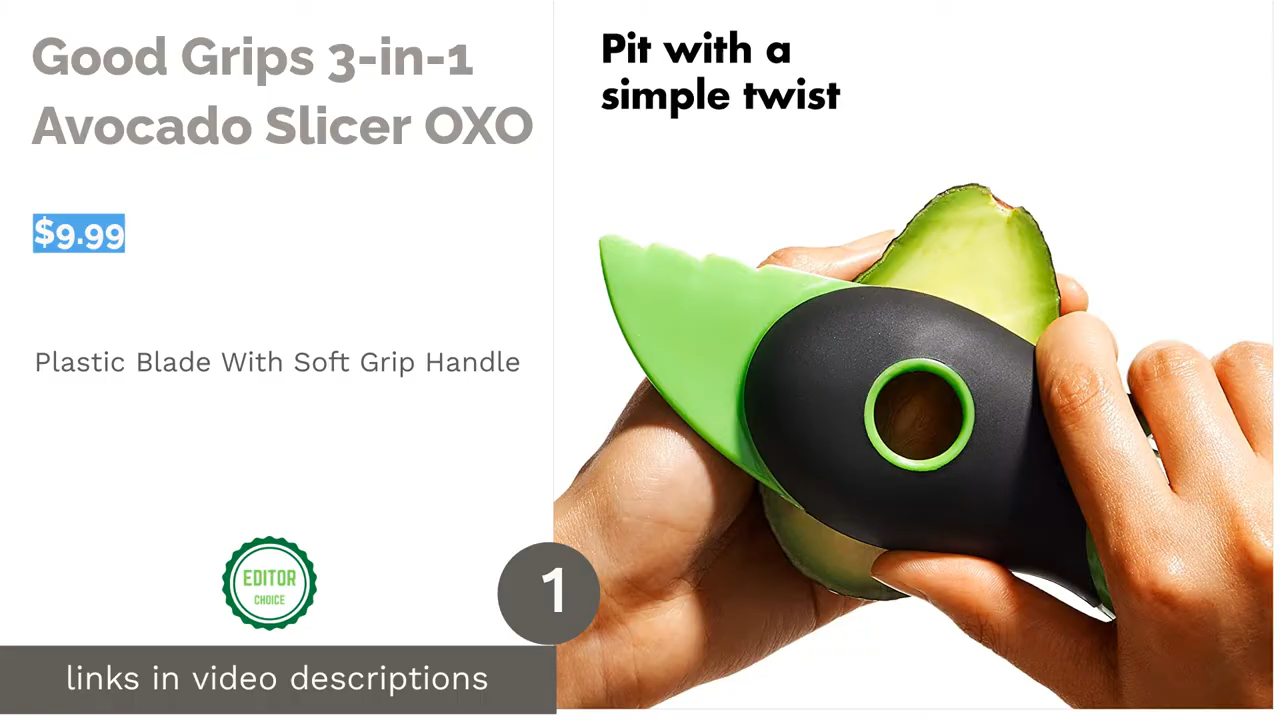 Good Grips 3-in-1
Avocado Slicer OXO
$9.99
Plastic Blade With Soft Grip Handle
EDITOR
CHOICE
links in video descriptions
1
Pit with a
simple twist